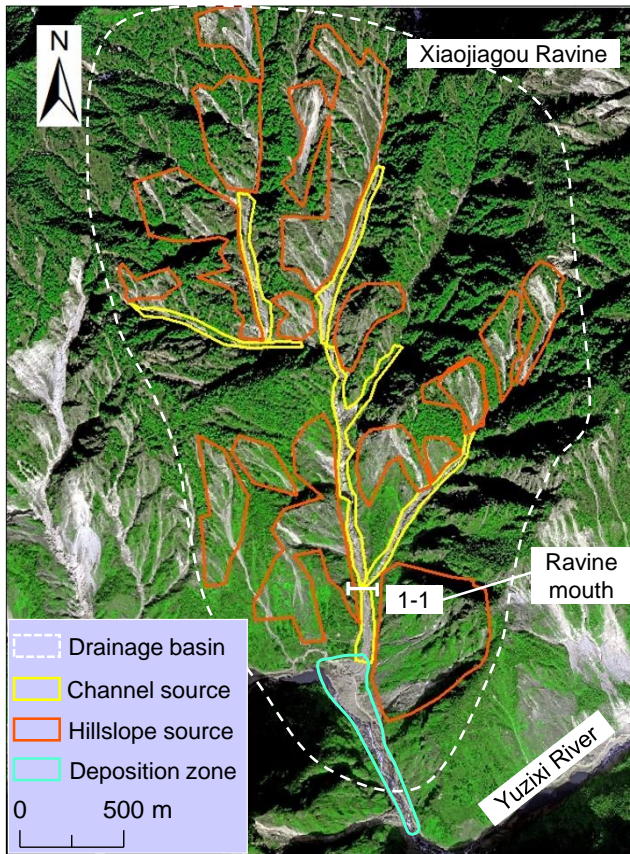 N
Xiaojiagou Ravine
1-1
Ravine
mouth
Drainage basin
Channel source
Hillslope source
Deposition zone
0 500 m
Yuzixi River